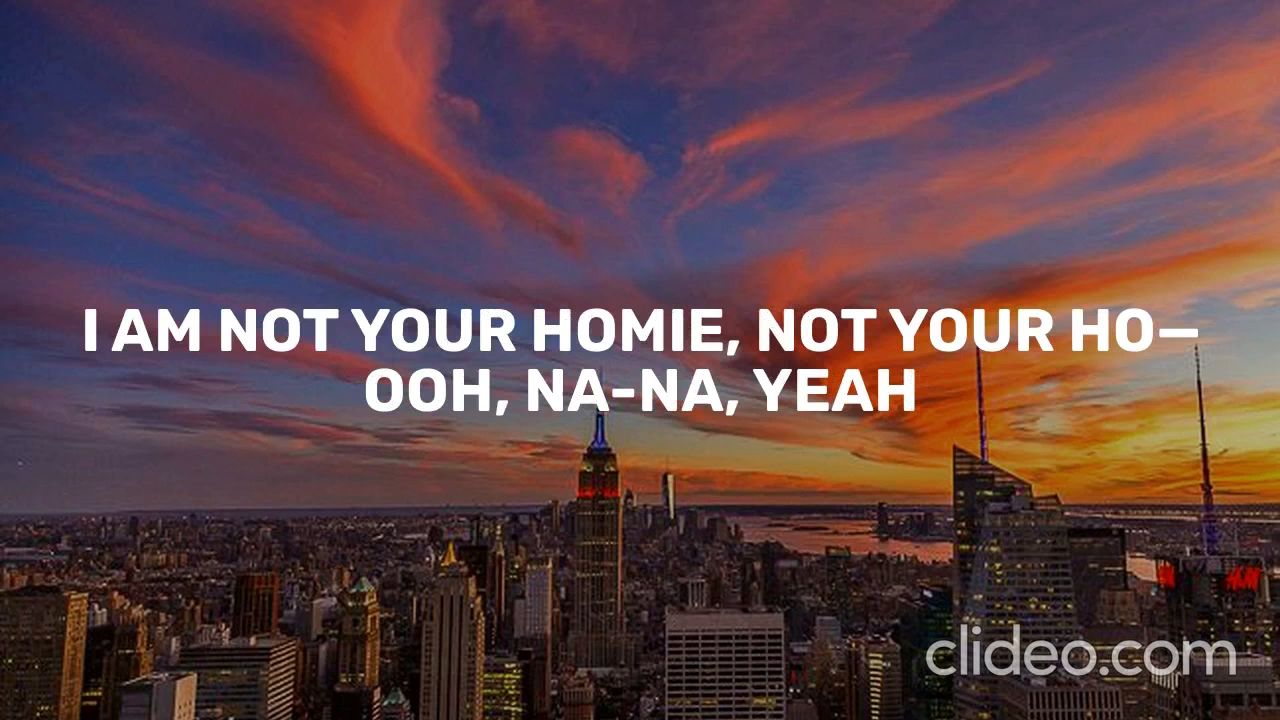 I AM NOT YOUR HOMIE, NOT YOUR HO—
OOH, NA-NA, YEAH
H&M
clideo.com